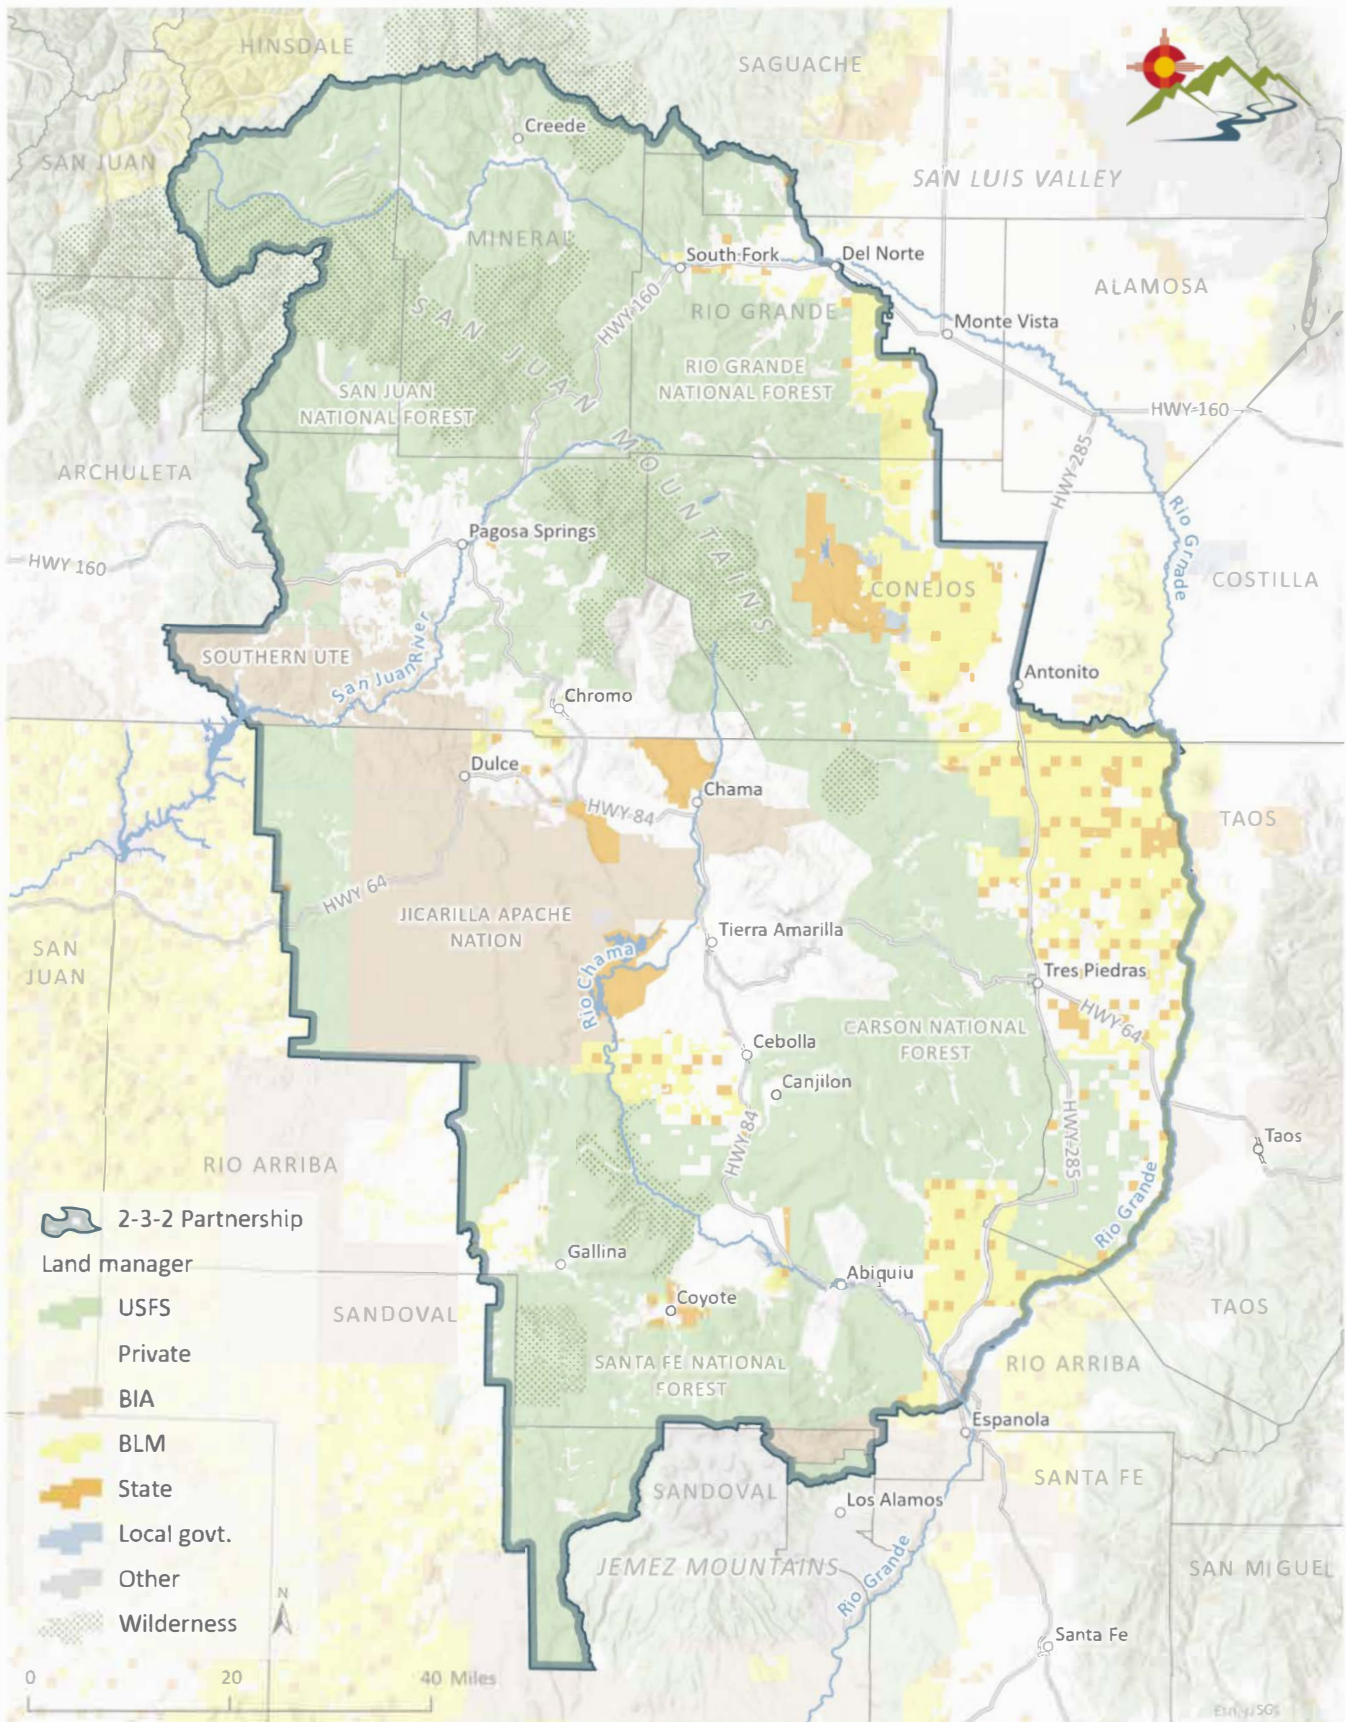 HINSDALE
SAGUACHE
Creede
SAN JUAN
SAN LUIS VALLEY
MINERAL
South Fork
Del Norte
ALAMOSA
HWY 160
RIO GRANDE
Monte Vista
SAN JUAN MOUNTAINS
RIO GRANDE
NATIONAL FOREST
SAN JUAN
NATIONAL FOREST
HWY-160
HWY-285
ARCHULETA
Rio Grnade
Pagosa Springs
HWY 160
CONEJOS
COSTILLA
SOUTHERN UTE
San Juan River
Antonito
Chromo
Dulce
Chama
HWY-84
TAOS
HWY 64
JICARILLA APACHE
NATION
Tierra Amarilla
SAN
JUAN
Rio Chama
Tres Piedras
HWY-64
CARSON NATIONAL
FOREST
Cebolla
Canjilon
HWY-84
HWY-285
Taos
RIO ARRIBA
Rio Grande
2-3-2 Partnership
Land manager
USFS
Private
BIA
BLM
State
Local govt.
Other
Wilderness
Gallina
Abiquiu
Coyote
SANDOVAL
TAOS
SANTA FE NATIONAL
FOREST
RIO ARRIBA
Espanola
SANDOVAL
SANTA FE
Los Alamos
JEMEZ MOUNTAINS
Rio Grande
SAN MIGUEL
N
Santa Fe
0
20
40 Miles